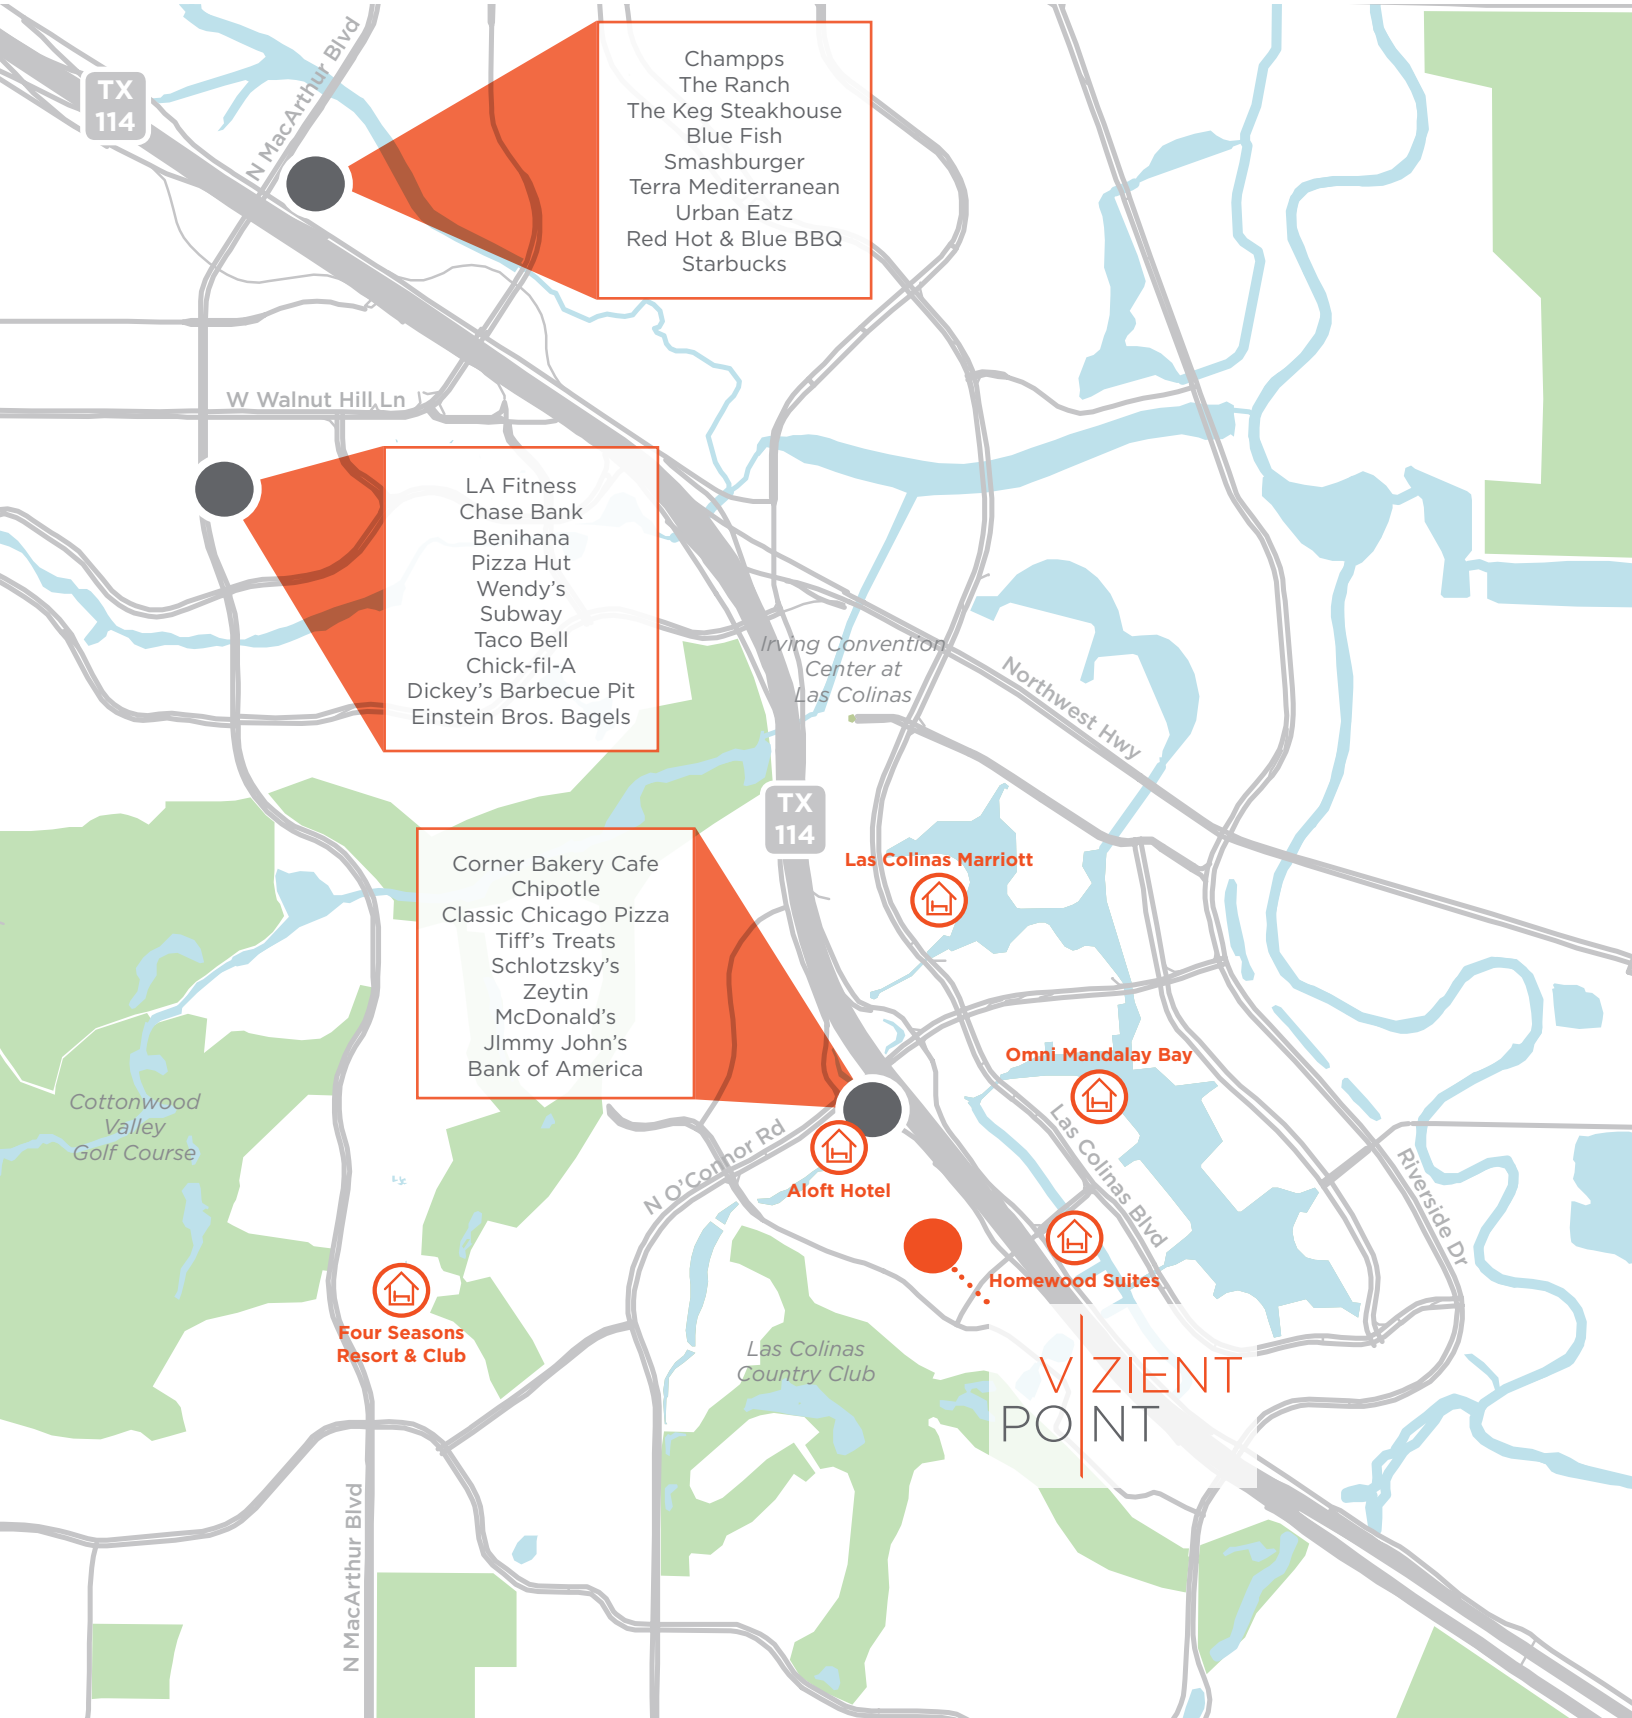 TX
114
N MacArthur Blvd
Champps
The Ranch
The Keg Steakhouse
Blue Fish
Smashburger
Terra Mediterranean
Urban Eatz
Red Hot & Blue BBQ
Starbucks
W Walnut Hill Ln
LA Fitness
Chase Bank
Benihana
Pizza Hut
Wendy’s
Subway
Taco Bell
Chick-fil-A
Dickey’s Barbecue Pit
Einstein Bros. Bagels
Irving Convention
Center at
Las Colinas
Northwest Hwy
TX
114
Corner Bakery Cafe
Chipotle
Classic Chicago Pizza
Tiff’s Treats
Schlotzsky’s
Zeytin
McDonald’s
JImmy John’s
Bank of America
Las Colinas Marriott
Omni Mandalay Bay
Cottonwood
Valley
Golf Course
N O’Connor Rd
Las Colinas Blvd
Riverside Dr
Aloft Hotel
Homewood Suites
Four Seasons
Resort & Club
Las Colinas
Country Club
VIZIENT
POINT
N MacArthur Blvd